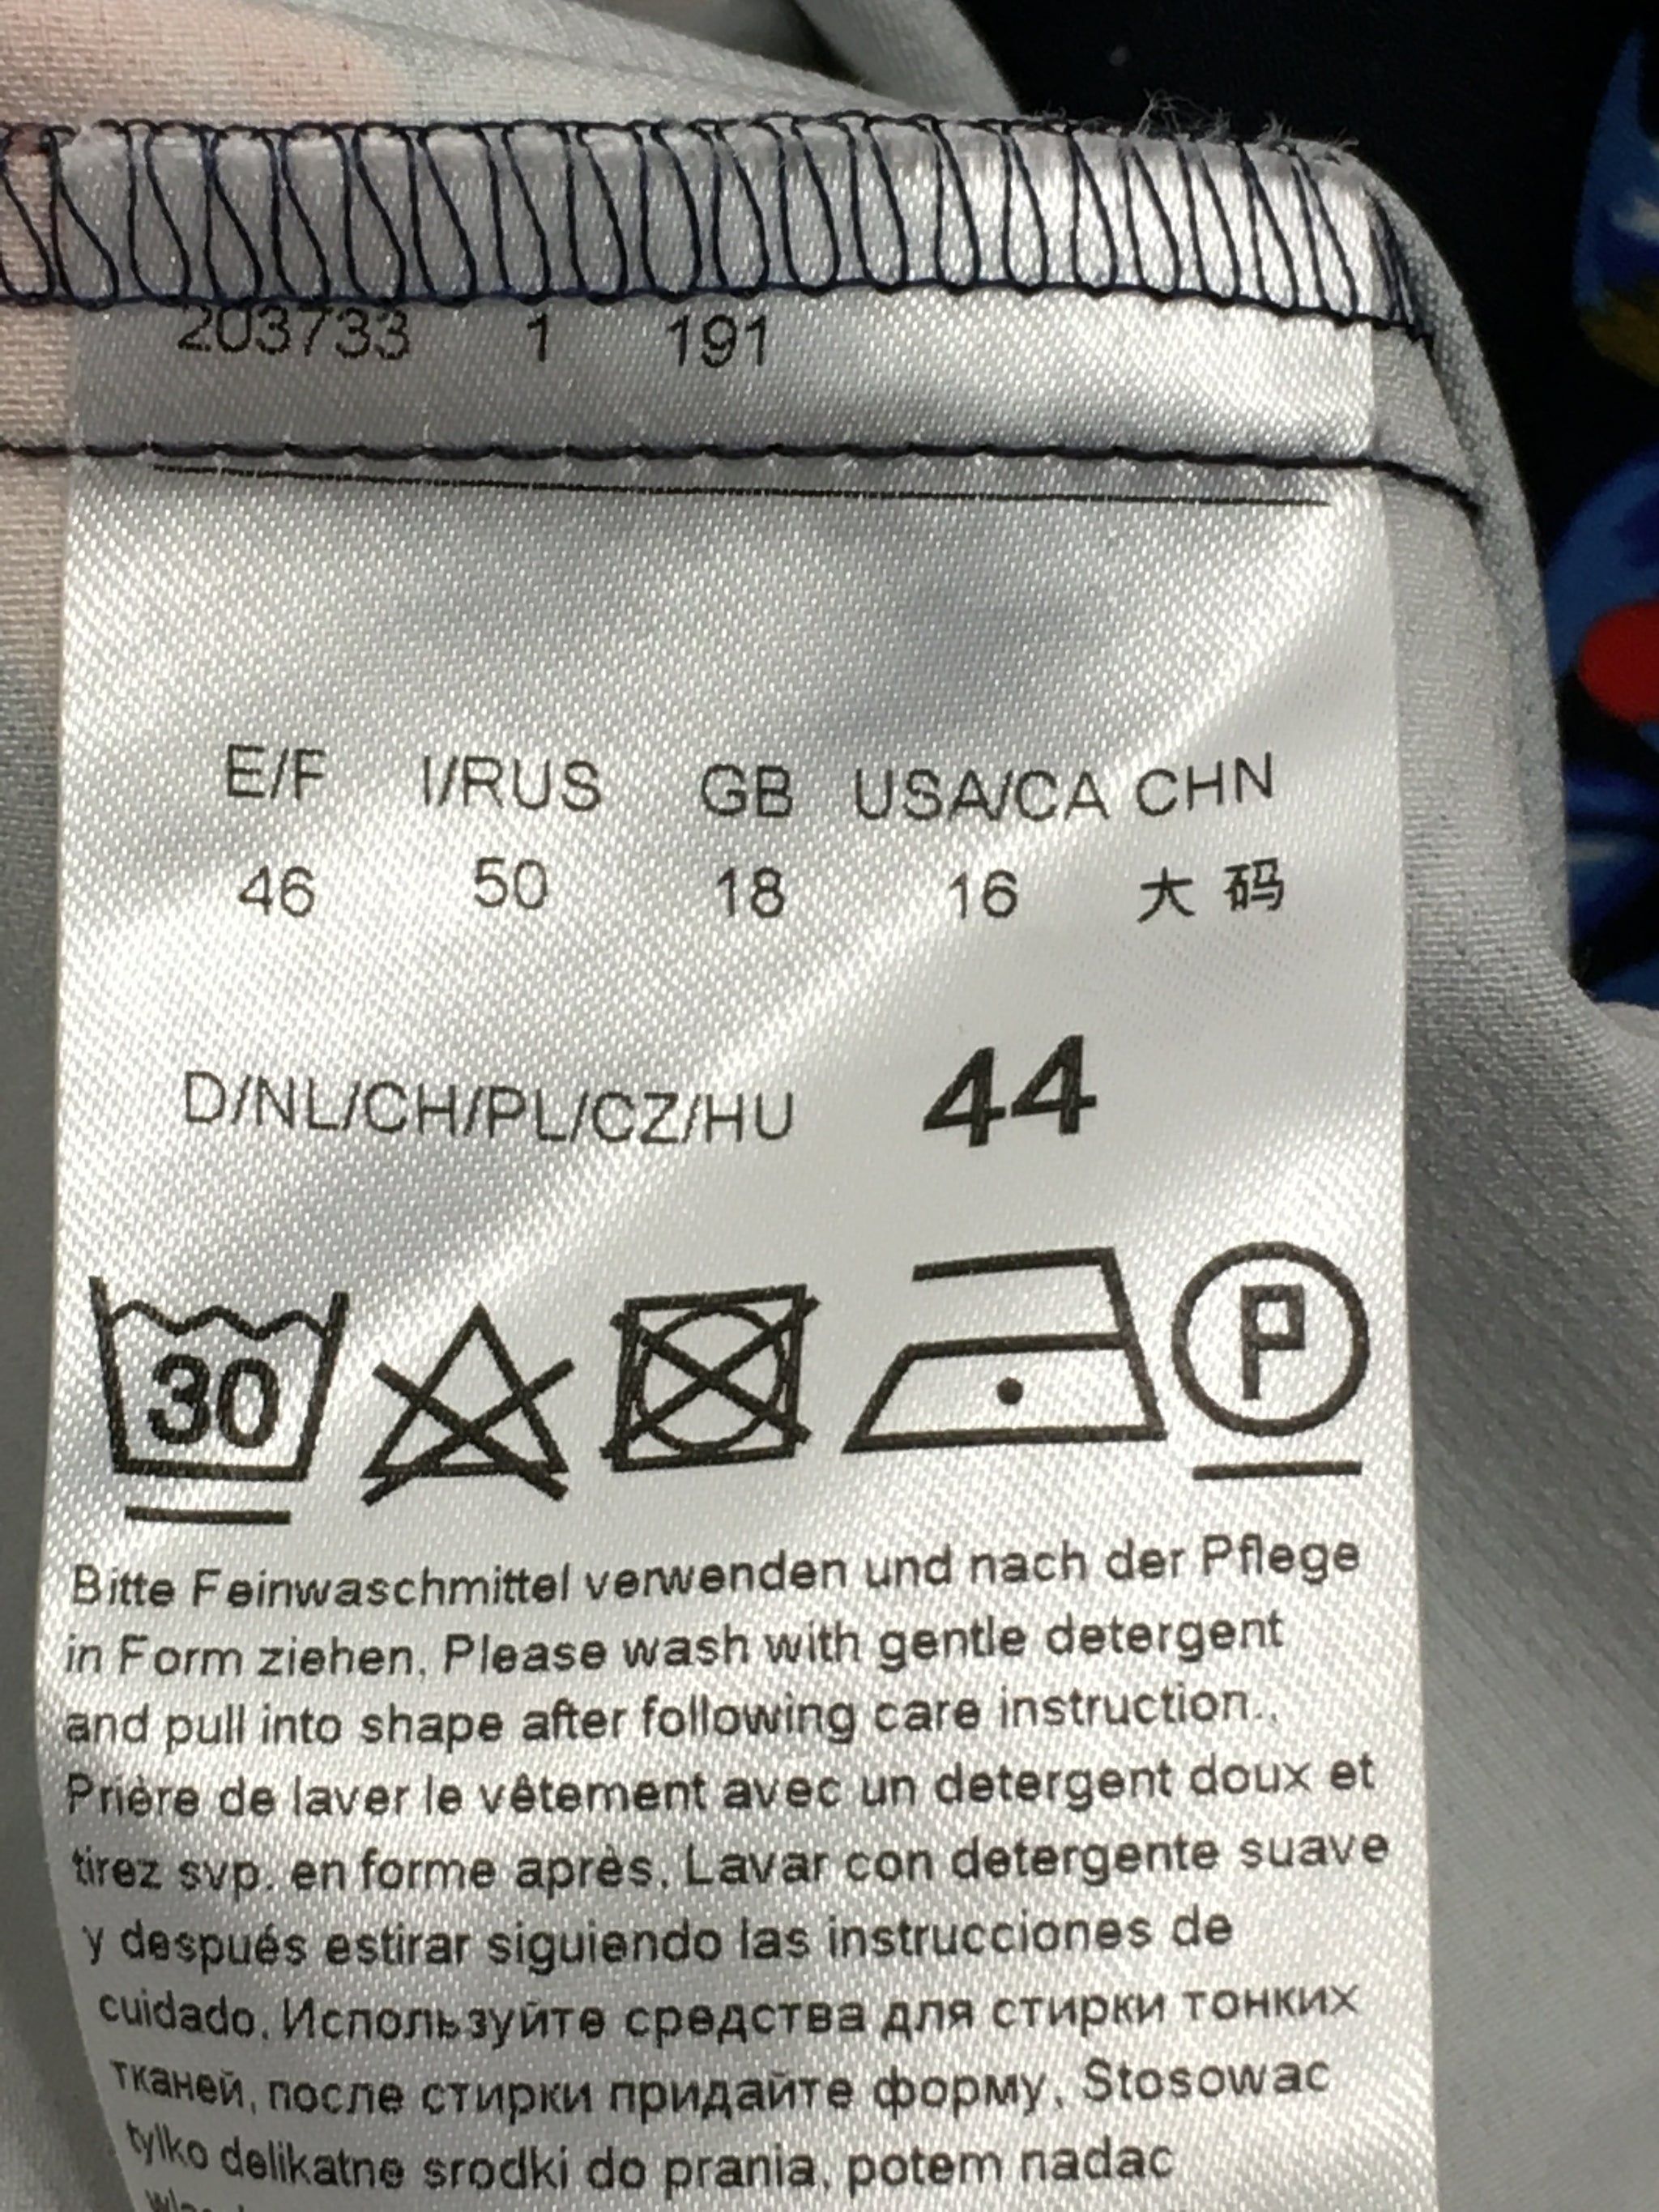 203733 1 191
E/F I/RUS GB USA/CA CHN
46 50 18 16 大码
D/NL/CH/PL/CZ/HU 44
30 P
Bitte Feinwaschmittel verwenden und nach der Pflege
in Form ziehen. Please wash with gentle detergent
and pull into shape after following care instruction.,
Prière de laver le vêtement avec un detergent doux et
tirez svp. en forme après. Lavar con detergente suave
y después estirar siguiendo las instrucciones de
cuidado. Используйте средства для стирки тонких
тканей, после стирки придайте форму. Stosowac
tylko delikatne srodki do prania, potem nadac